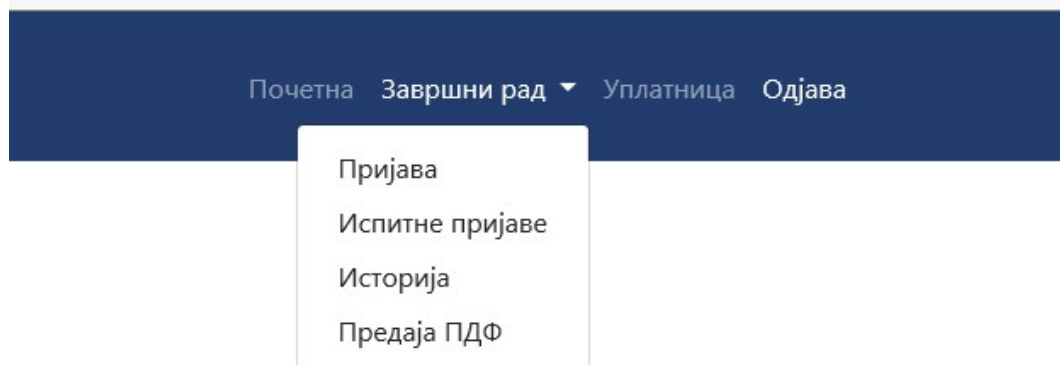 Почетна Завршни рад Уплатница Одјава
Пријава
Испитне пријаве
Историја
Предаја ПДФ